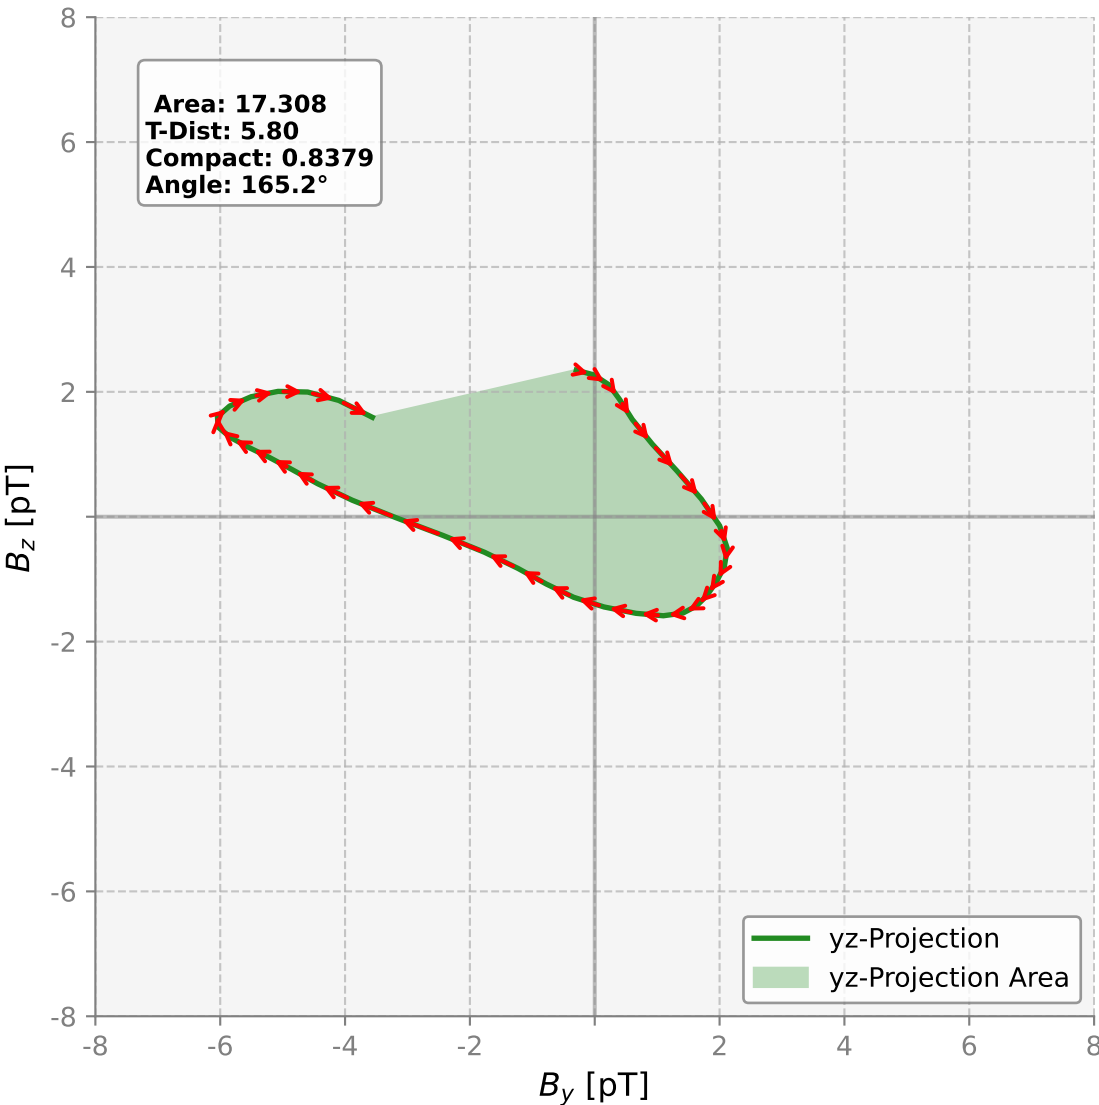 8
6
4
2
-2
-4
-6
-8
-8
-6
-4
-2
2
4
6
8
B_z [pT]
B_y [pT]
Area: 17.308
T-Dist: 5.80
Compact: 0.8379
Angle: 165.2°
yz-Projection
yz-Projection Area